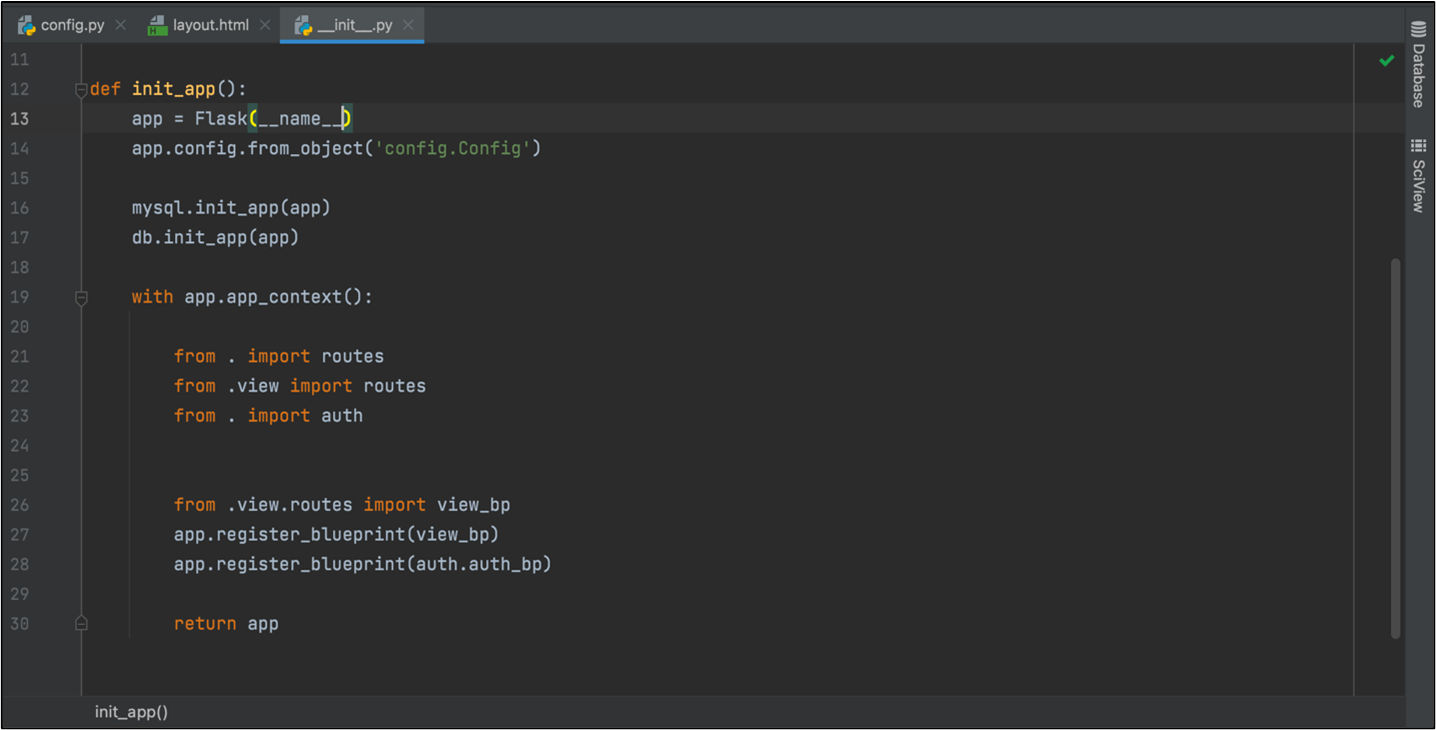 config.py layout.html __init__.py
11
12 def init_app():
13 app = Flask(__name__)
14 app.config.from_object('config.Config')
15
16 mysql.init_app(app)
17 db.init_app(app)
18
19 with app.app_context():
20
21 from . import routes
22 from .view import routes
23 from . import auth
24
25
26 from .view.routes import view_bp
27 app.register_blueprint(view_bp)
28 app.register_blueprint(auth.auth_bp)
29
30 return app
init_app()
Database
SciView